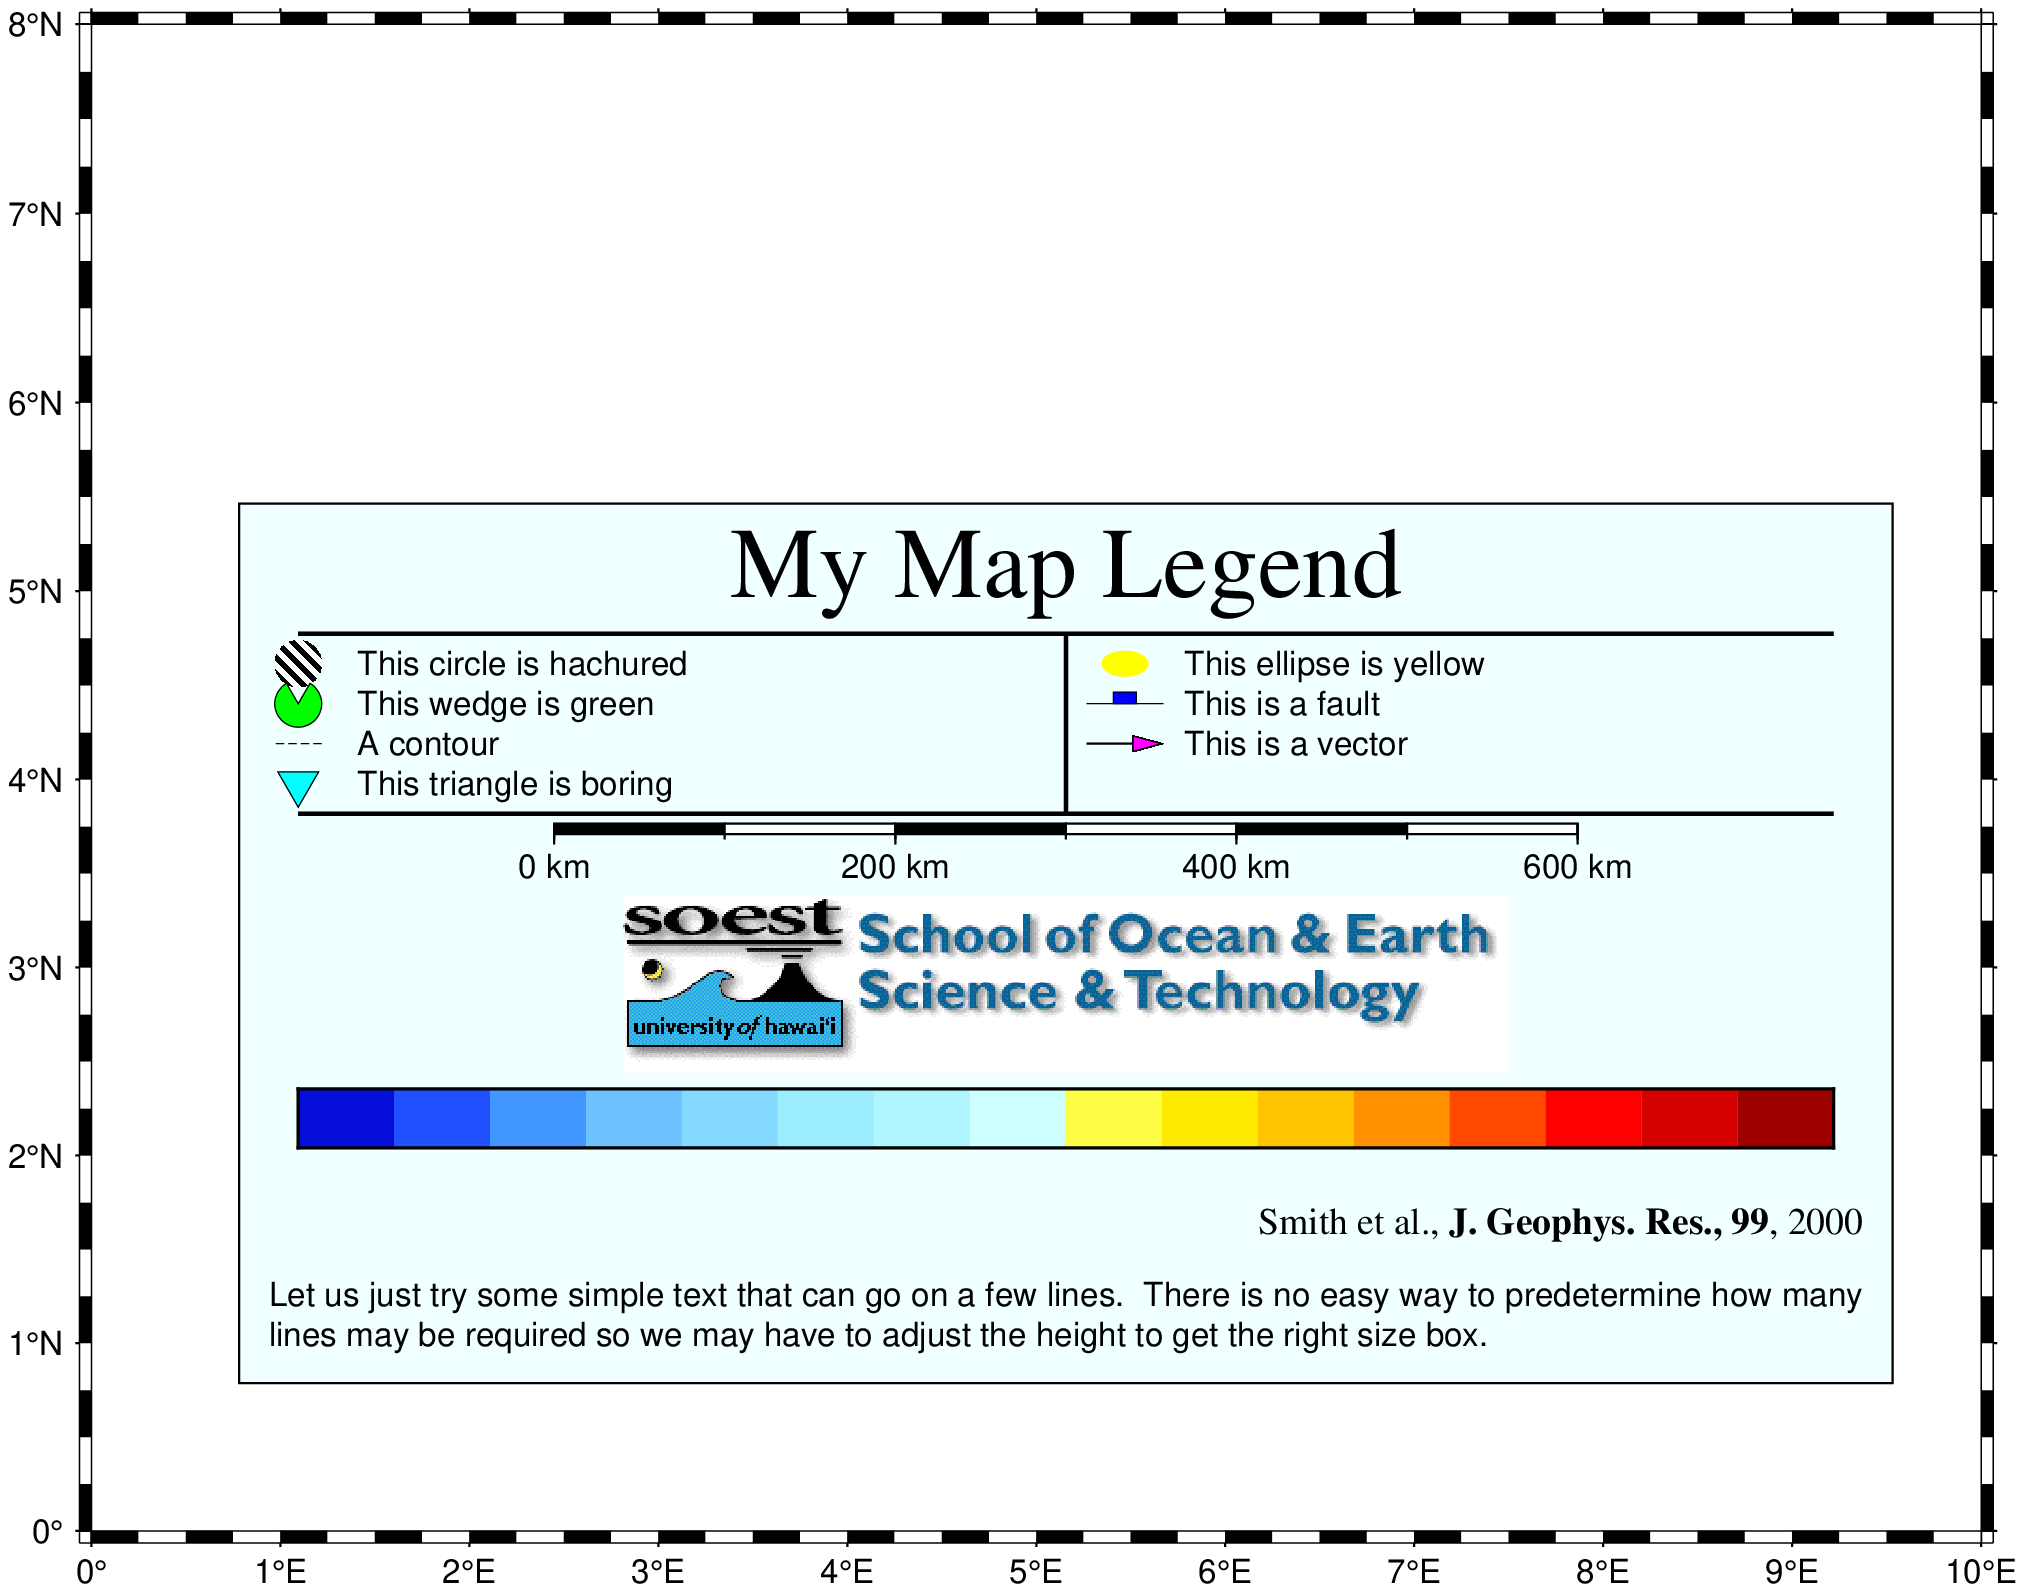 8°N
7°N
6°N
5°N
4°N
3°N
2°N
1°N
0°
My Map Legend
This circle is hachured
This wedge is green
A contour
This triangle is boring
This ellipse is yellow
This is a fault
This is a vector
0 km 200 km 400 km 600 km
soest
university of hawai'i
School of Ocean & Earth
Science & Technology
Smith et al., J. Geophys. Res., 99, 2000
Let us just try some simple text that can go on a few lines.  There is no easy way to predetermine how many
lines may be required so we may have to adjust the height to get the right size box.
0° 1°E 2°E 3°E 4°E 5°E 6°E 7°E 8°E 9°E 10°E